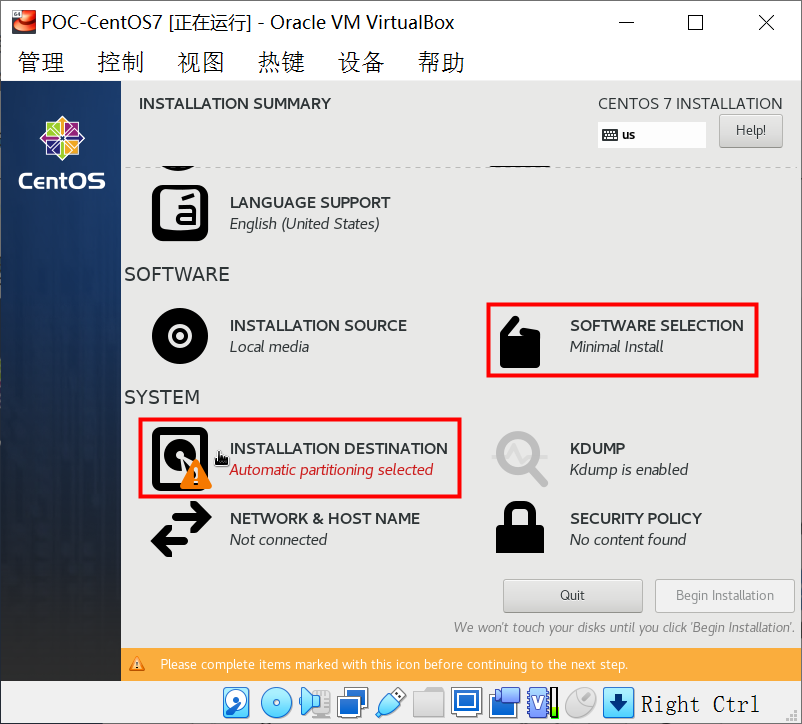 POC-CentOS7 [正在运行] - Oracle VM VirtualBox
管理 控制 视图 热键 设备 帮助
INSTALLATION SUMMARY
CENTOS 7 INSTALLATION
us
Help!
CentOS
LANGUAGE SUPPORT
English (United States)
SOFTWARE
INSTALLATION SOURCE
Local media
SOFTWARE SELECTION
Minimal Install
SYSTEM
INSTALLATION DESTINATION
Automatic partitioning selected
KDUMP
Kdump is enabled
NETWORK & HOST NAME
Not connected
SECURITY POLICY
No content found
Quit
Begin Installation
We won't touch your disks until you click 'Begin Installation'.
Please complete items marked with this icon before continuing to the next step.
Right Ctrl